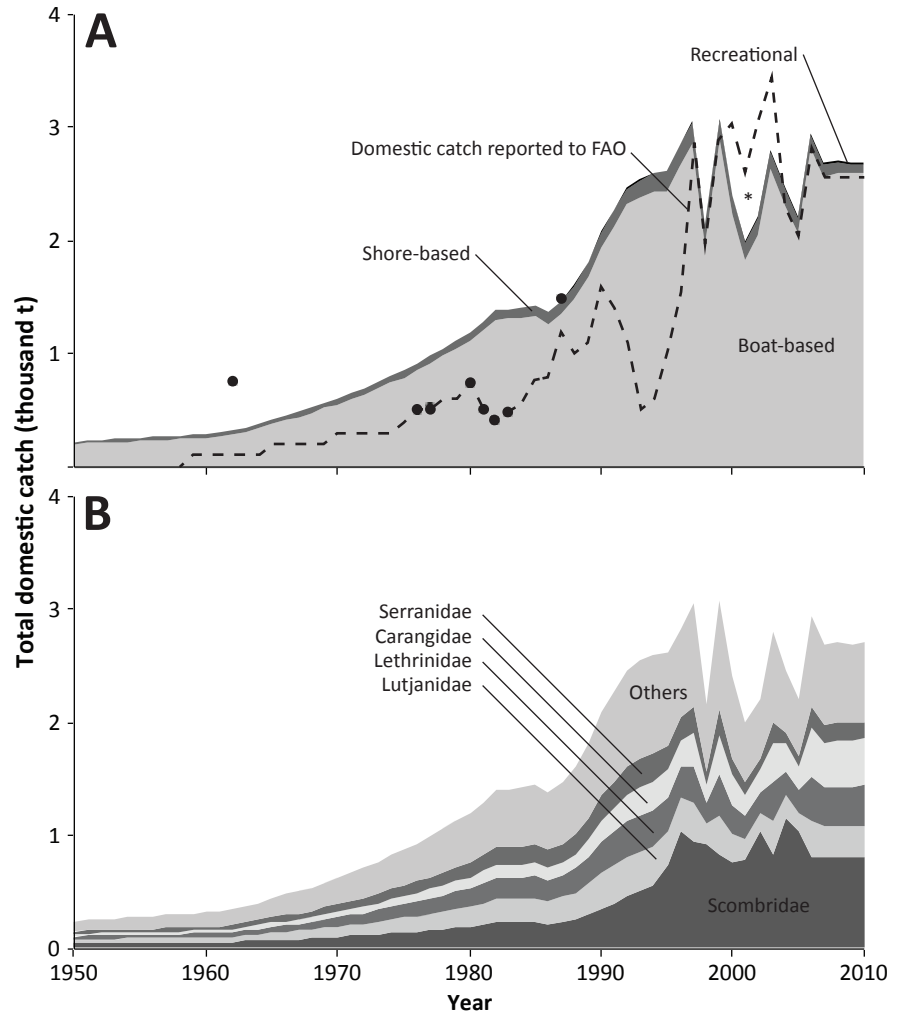 A
4
3
2
1
Recreational
Domestic catch reported to FAO
*
Shore-based
Boat-based
Total domestic catch (thousand t)
B
4
3
2
1
0
Serranidae
Carangidae
Lethrinidae
Lutjanidae
Others
Scombridae
1950 1960 1970 1980 1990 2000 2010
Year